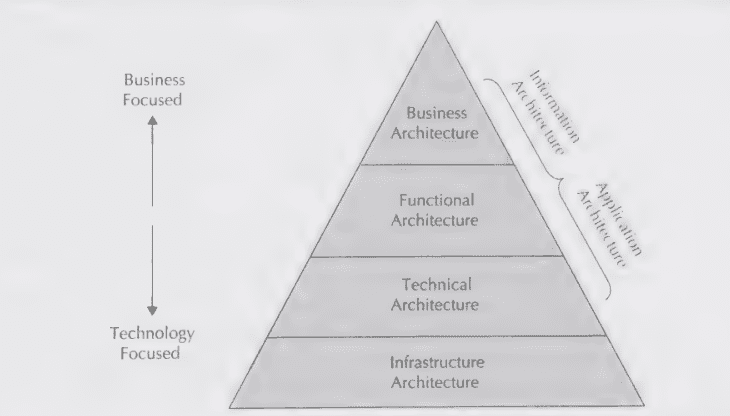 Business
Focused
Business
Architecture
Information
Architecture
Functional
Architecture
Application
Architecture
Technical
Architecture
Technology
Focused
Infrastructure
Architecture